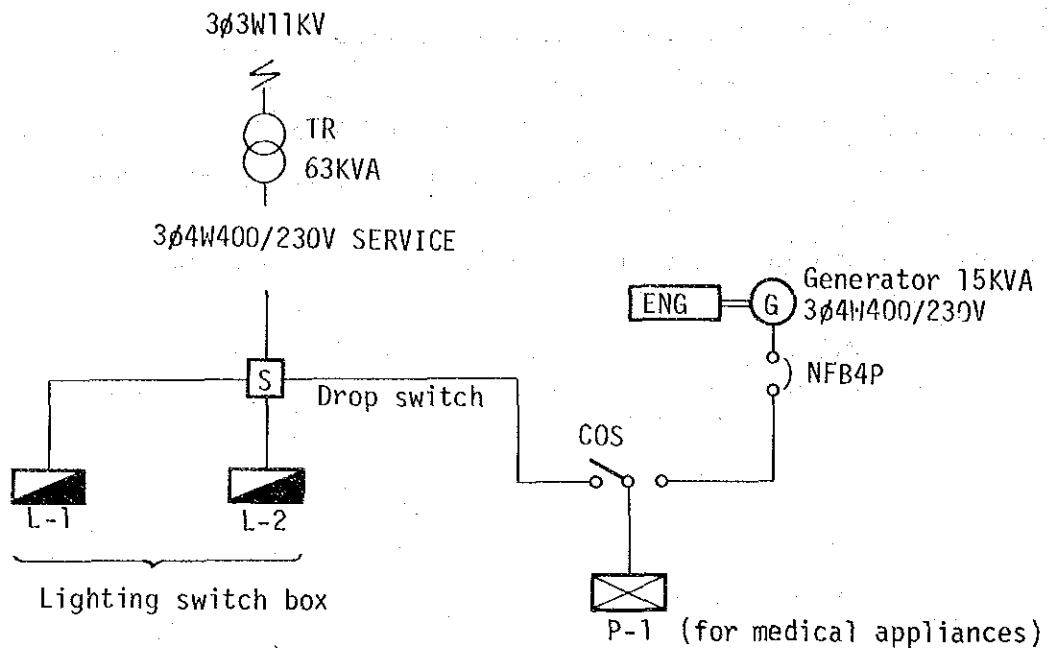 3ø3W11KV
TR
63KVA
3ø4W400/230V SERVICE
Generator 15KVA
3ø4W400/230V
ENG
G
NFB4P
S
Drop switch
COS
L-1
L-2
Lighting switch box
P-1 (for medical appliances)